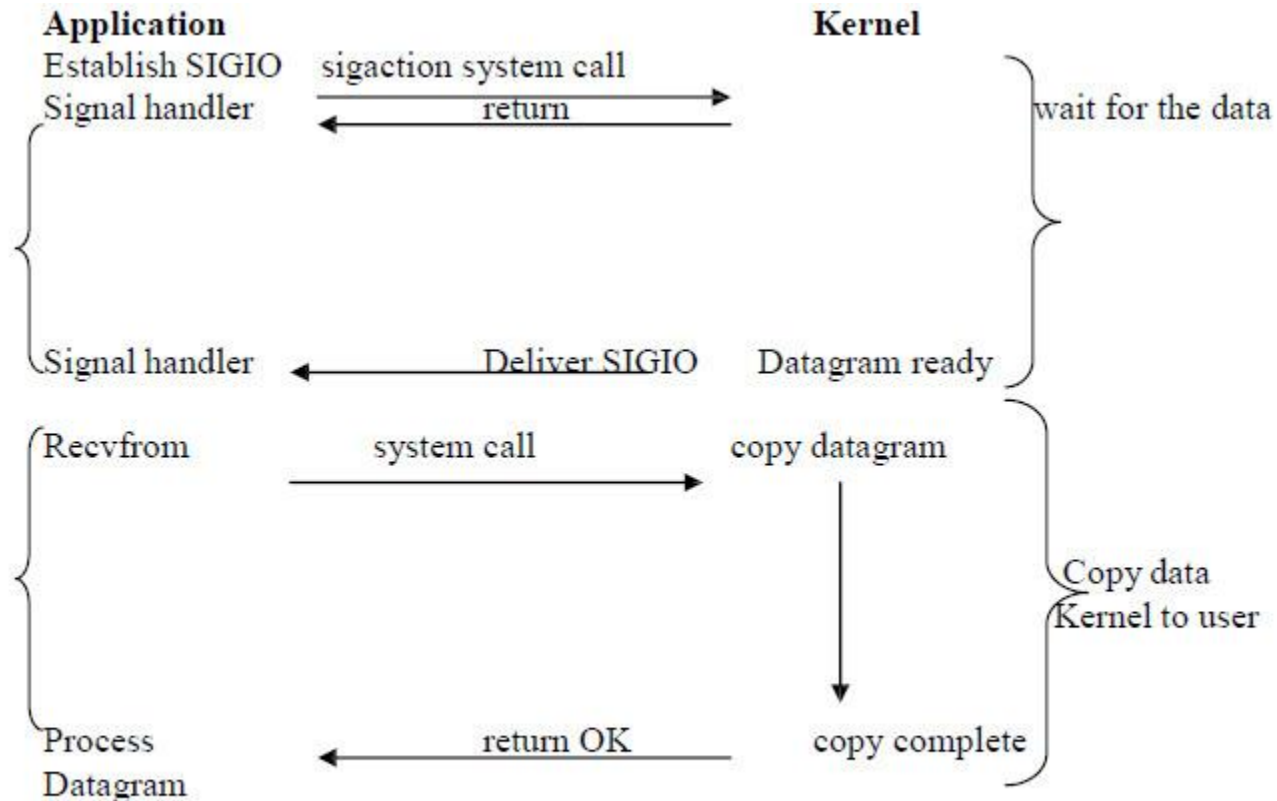 Application Kernel
Establish SIGIO sigaction system call
Signal handler return wait for the data
Signal handler Deliver SIGIO Datagram ready
Recvfrom system call copy datagram
Copy data
Kernel to user
Process return OK copy complete
Datagram